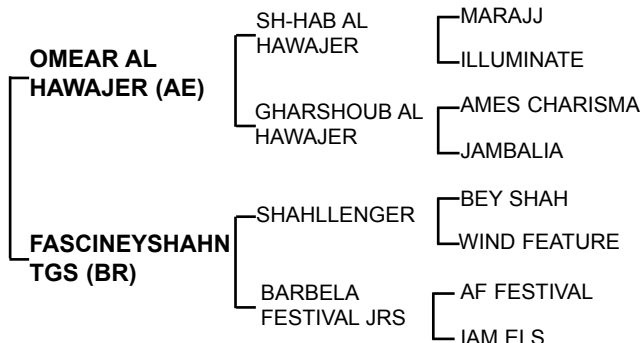 OMEAR AL
HAWAJER (AE)
FASCINEYSHAHN
TGS (BR)
SH-HAB AL
HAWAJER
GHARSHOUB AL
HAWAJER
SHAHLLENGER
BARBELA
FESTIVAL JRS
MARAJJ
ILLUMINATE
AMES CHARISMA
JAMBALIA
BEY SHAH
WIND FEATURE
AF FESTIVAL